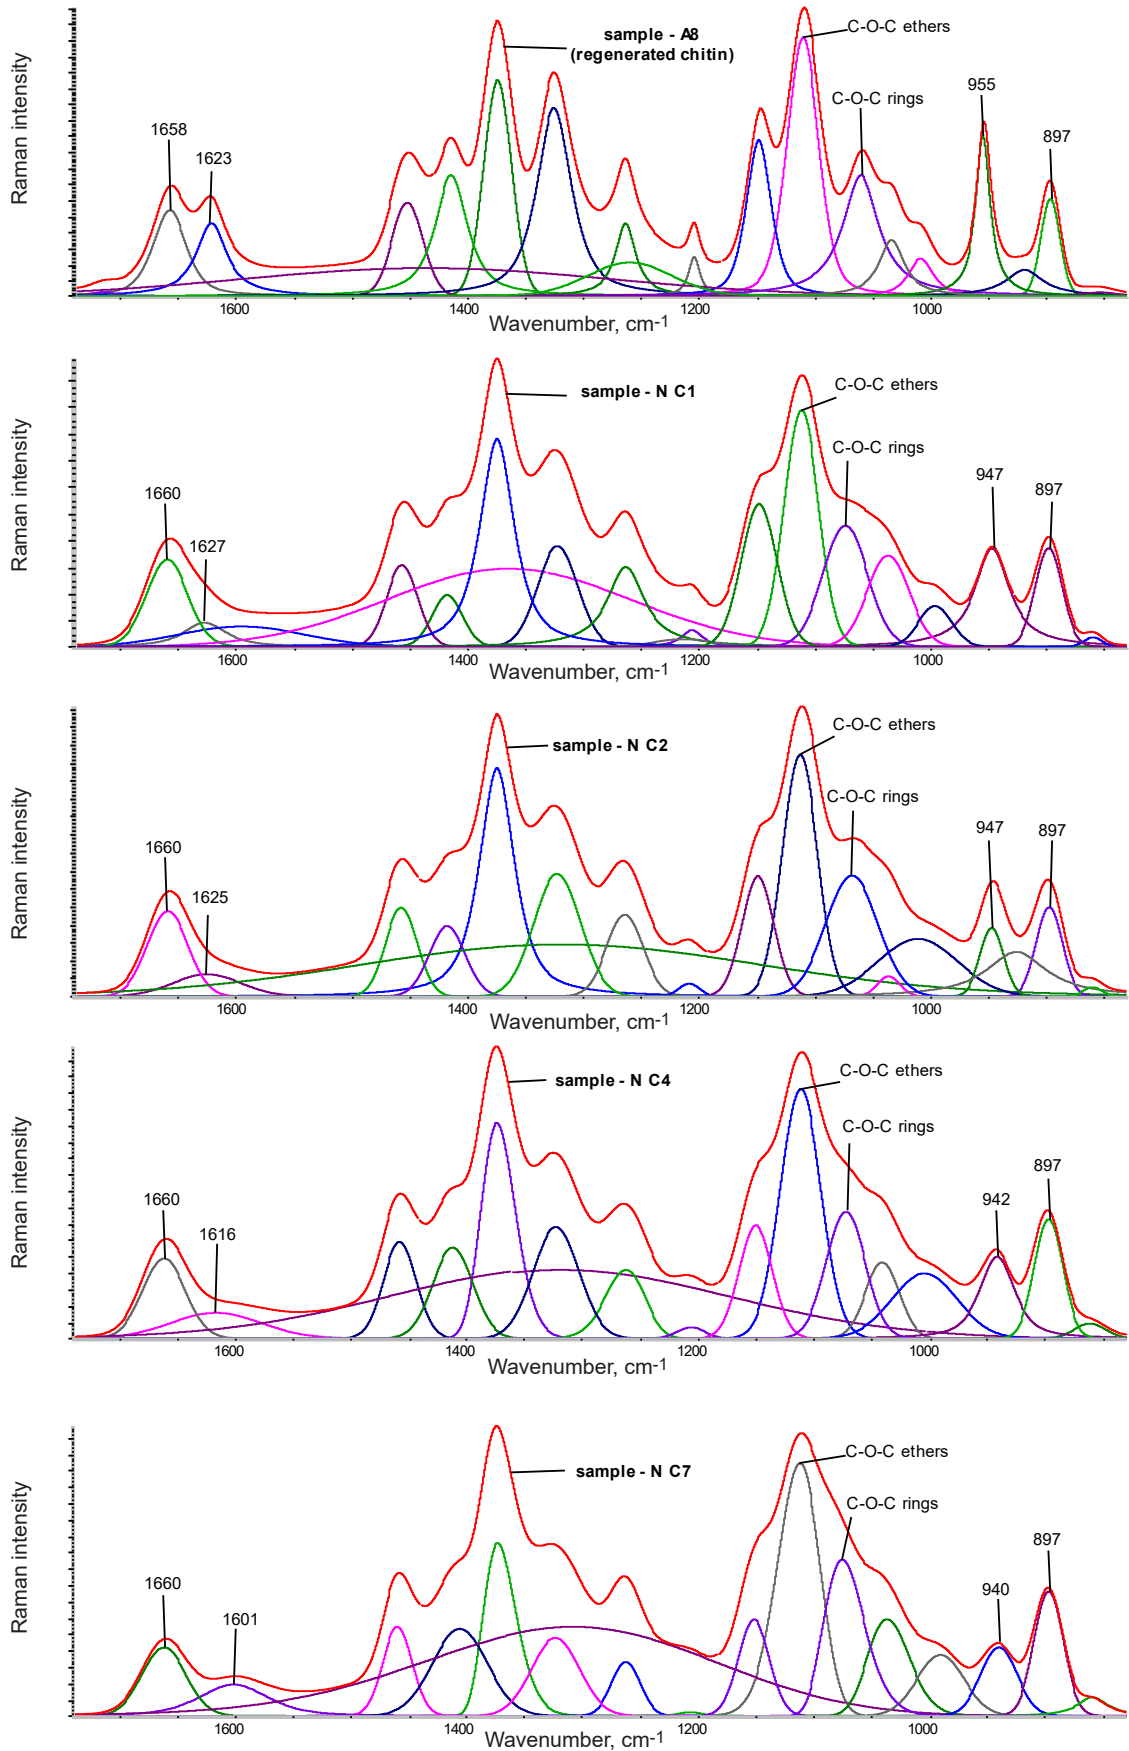 sample - A8
(regenerated chitin)
C-O-C ethers
C-O-C rings
955
897
1658
1623
Raman intensity
1600
1400
1200
1000
Wavenumber, cm-1
sample - N C1
C-O-C ethers
C-O-C rings
947
897
1660
1627
Raman intensity
1600
1400
1200
1000
Wavenumber, cm-1
sample - N C2
C-O-C ethers
C-O-C rings
947
897
1660
1625
Raman intensity
1600
1400
1200
1000
Wavenumber, cm-1
sample - N C4
C-O-C ethers
C-O-C rings
942
897
1660
1616
Raman intensity
1600
1400
1200
1000
Wavenumber, cm-1
sample - N C7
C-O-C ethers
C-O-C rings
940
897
1660
1601
Raman intensity
1600
1400
1200
1000
Wavenumber, cm-1